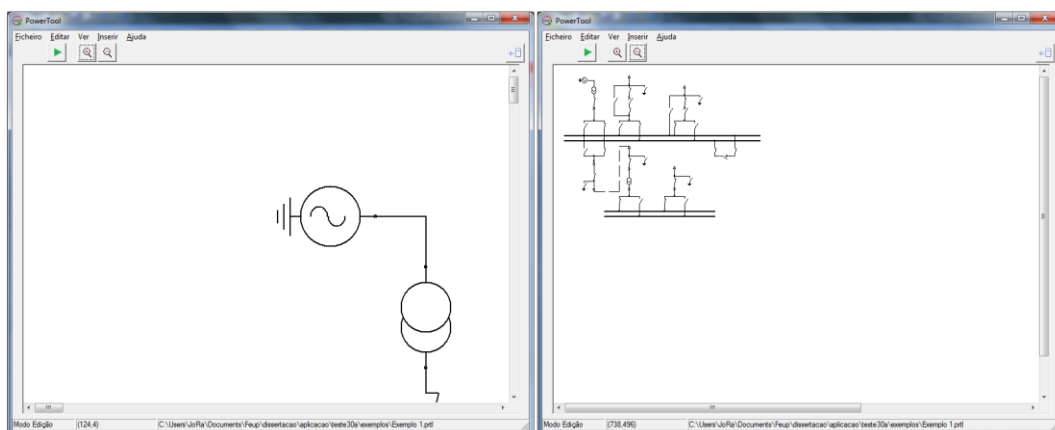 PowerTool
Ficheiro Editar Ver Inserir Ajuda
Modo Edição (124,4) C:\Users\JoRa\Documents\Feup\dissertacao\aplicacao\teste30a\exemplos\Exemplo 1.prtl
PowerTool
Ficheiro Editar Ver Inserir Ajuda
Modo Edição (738,496) C:\Users\JoRa\Documents\Feup\dissertacao\aplicacao\teste30a\exemplos\Exemplo 1.prtl